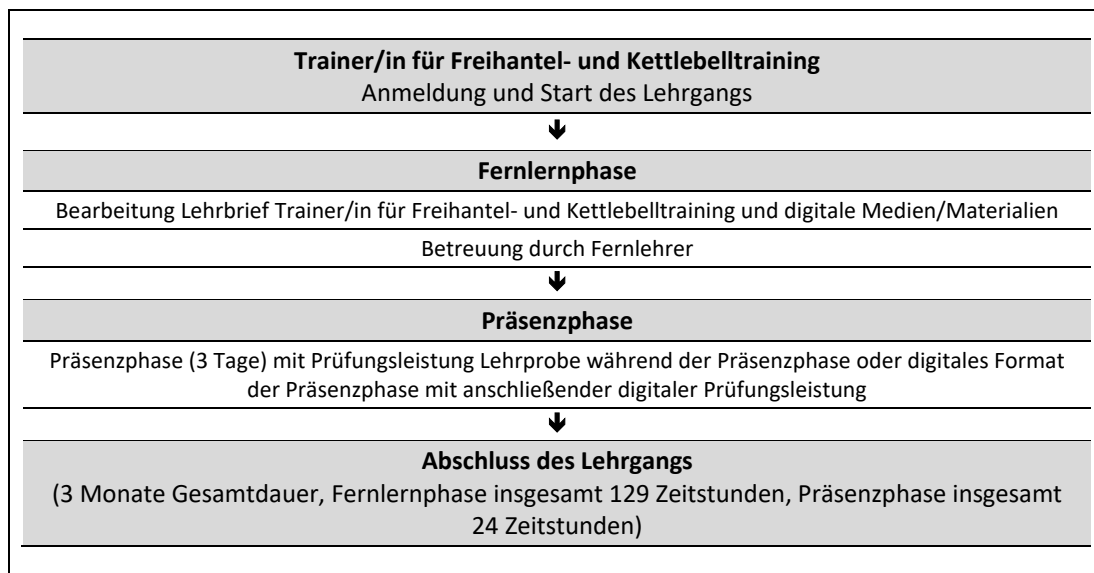 Trainer/in für Freihantel- und Kettlebelltraining
Anmeldung und Start des Lehrgangs
Fernlernphase
Bearbeitung Lehrbrief Trainer/in für Freihantel- und Kettlebelltraining und digitale Medien/Materialien
Betreuung durch Fernlehrer
Präsenzphase
Präsenzphase (3 Tage) mit Prüfungsleistung Lehrprobe während der Präsenzphase oder digitales Format
der Präsenzphase mit anschließender digitaler Prüfungsleistung
Abschluss des Lehrgangs
(3 Monate Gesamtdauer, Fernlernphase insgesamt 129 Zeitstunden, Präsenzphase insgesamt
24 Zeitstunden)